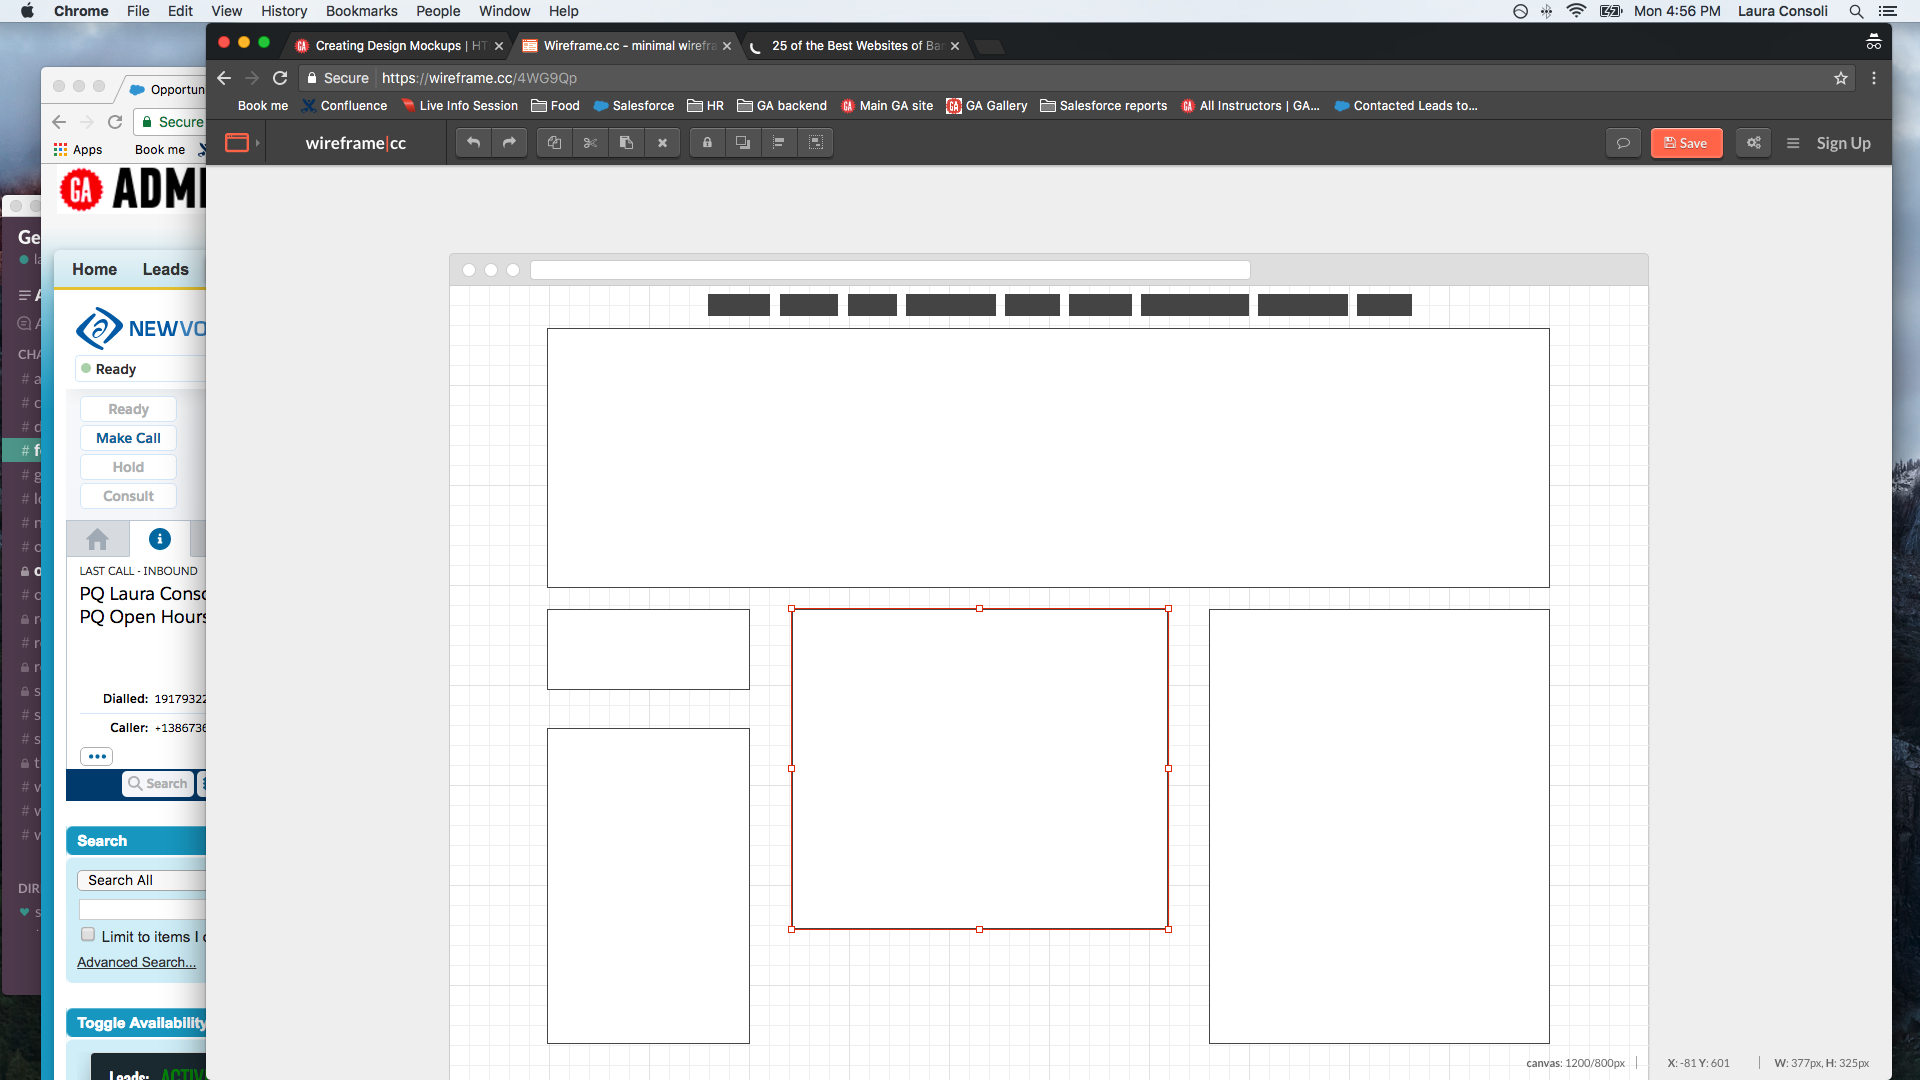 Chrome File Edit View History Bookmarks People Window Help
Mon 4:56 PM Laura Consoli
Creating Design Mockups | HT
Wireframe.cc - minimal wirefra
25 of the Best Websites of Bar
Secure https://wireframe.cc/4WG9Qp
Book me Confluence Live Info Session Food Salesforce HR GA backend Main GA site GA Gallery Salesforce reports All Instructors | GA... Contacted Leads to...
wireframe|cc
Save
Sign Up
Opportun
Secure
Apps Book me
GA ADMI
Home Leads
NEWVO
Ready
Ready
Make Call
Hold
Consult
LAST CALL - INBOUND
PQ Laura Conso
PQ Open Hours
Dialled: 19179322
Caller: +1386736
Search
Search
Search All
Limit to items I
Advanced Search...
Toggle Availability
Leads: ACTIV
Ge
CHA
# a
# c
# d
# f
# g
# n
# w
DIR
canvas: 1200/800px
X: -81 Y: 601
W: 377px, H: 325px